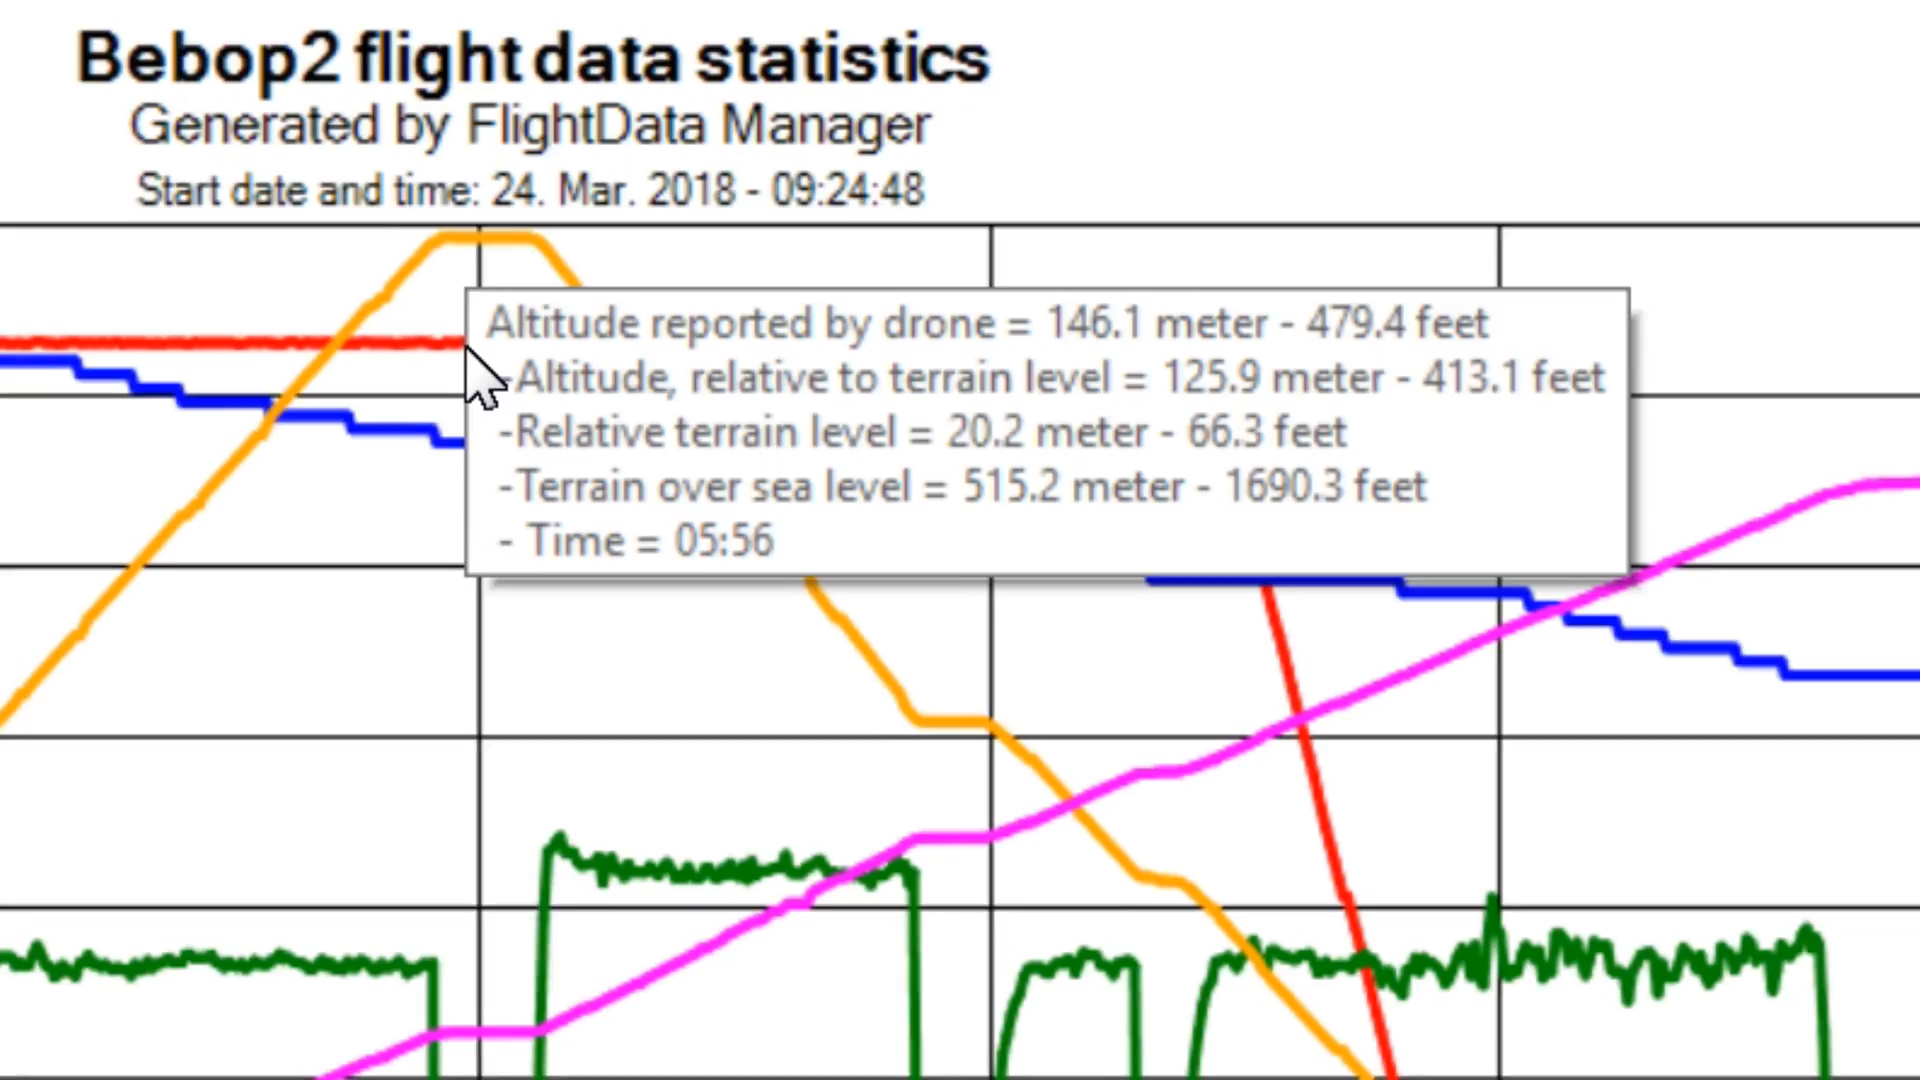 Bebop2 flight data statistics
Generated by FlightData Manager
Start date and time: 24. Mar. 2018 - 09:24:48
Altitude reported by drone = 146.1 meter - 479.4 feet
-Altitude, relative to terrain level = 125.9 meter - 413.1 feet
-Relative terrain level = 20.2 meter - 66.3 feet
-Terrain over sea level = 515.2 meter - 1690.3 feet
- Time = 05:56